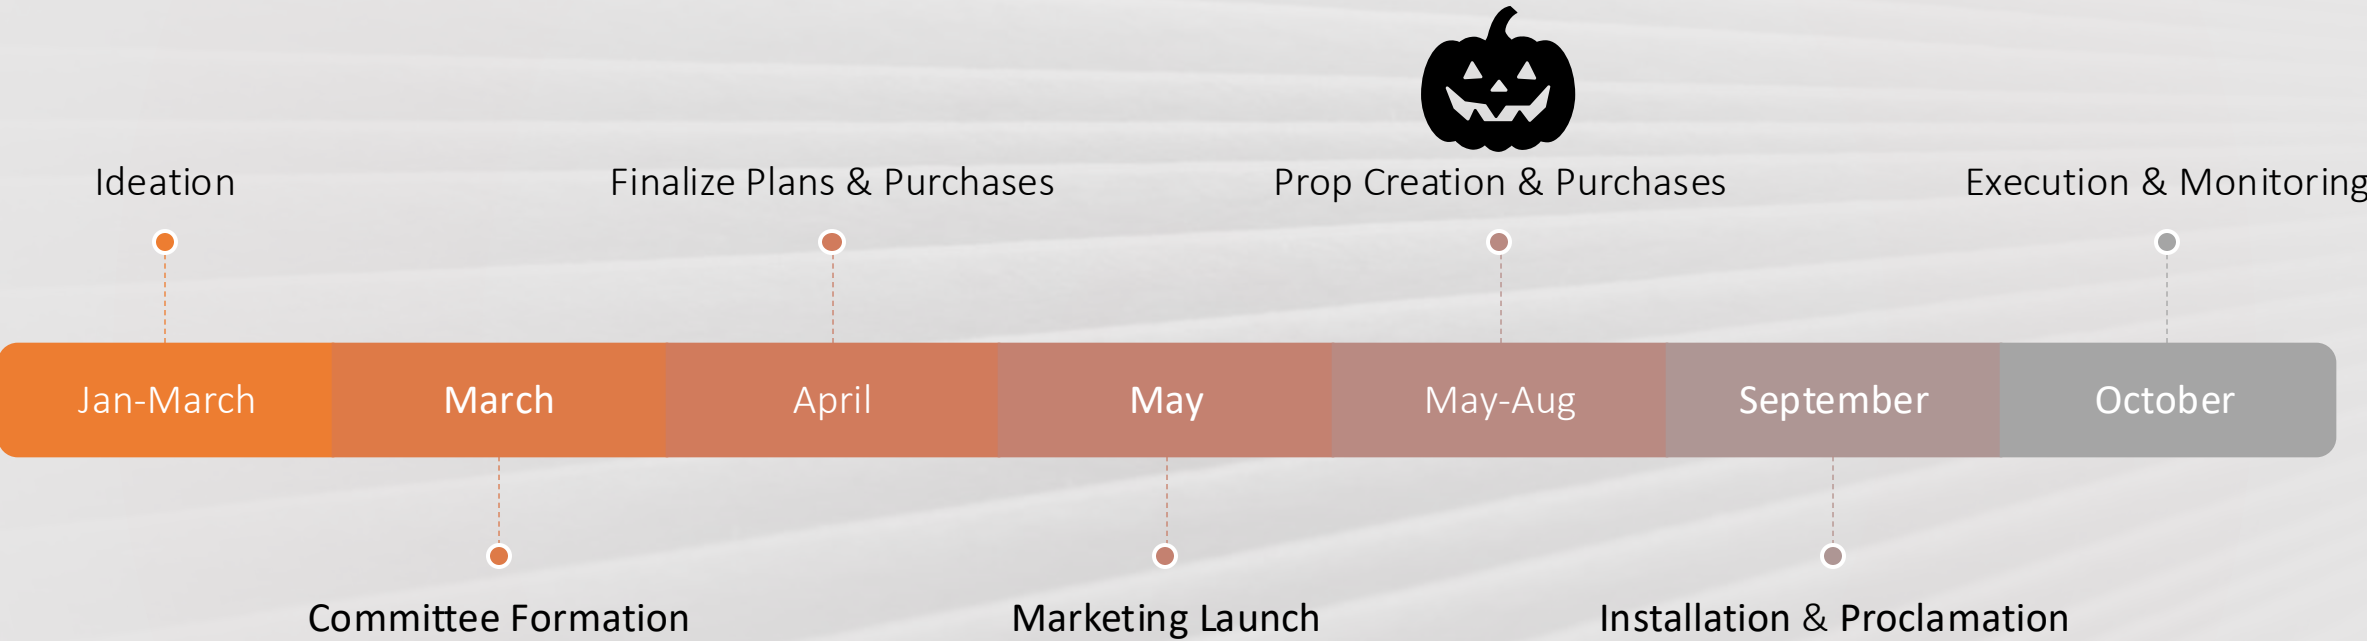 Ideation
Finalize Plans & Purchases
Prop Creation & Purchases
Execution & Monitoring
Jan-March
March
April
May
May-Aug
September
October
Committee Formation
Marketing Launch
Installation & Proclamation